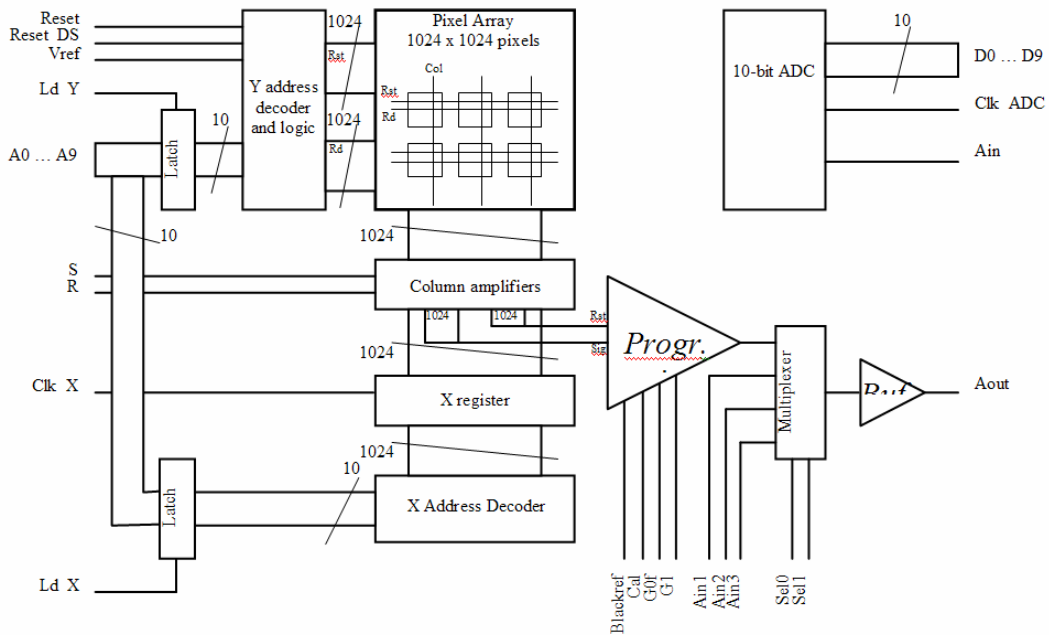 Reset
Reset DS
Vref
Ld Y
A0 ... A9
10
Latch
10
Y address
decoder
and logic
1024
Rst
1024
Rd
Pixel Array
1024 x 1024 pixels
Col
Rst
Rd
10-bit ADC
10
D0 ... D9
Clk ADC
Ain
1024
S
R
Column amplifiers
1024
1024
Rst
Sig
Progr.
.
1024
Clk X
X register
1024
10
Latch
X Address Decoder
Ld X
Multiplexer
Aout
Blackref
Cal
G0f
G1
Ain1
Ain2
Ain3
Sel0
Sel1